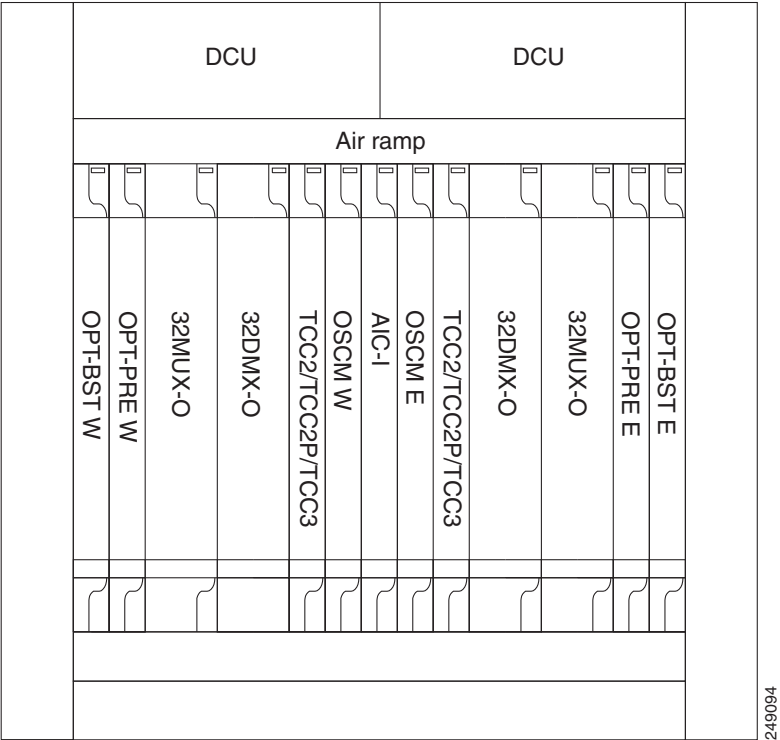 DCU
DCU
Air ramp
OPT-BST W
OPT-PRE W
32MUX-O
32DMX-O
TCC2/TCC2P/TCC3
OSCM W
AIC-I
OSCM E
TCC2/TCC2P/TCC3
32DMX-O
32MUX-O
OPT-PRE E
OPT-BST E
249094